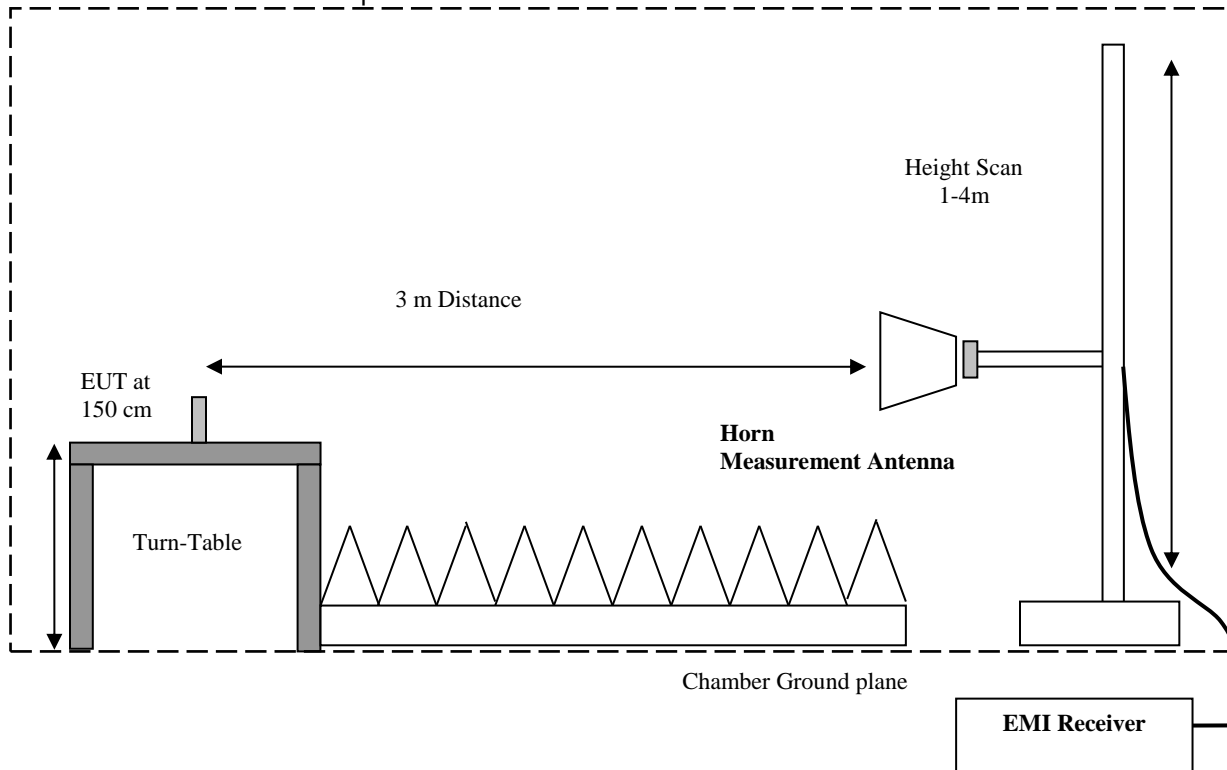 Height Scan
1-4m
3 m Distance
EUT at
150 cm
Horn
Measurement Antenna
Turn-Table
Chamber Ground plane
EMI Receiver